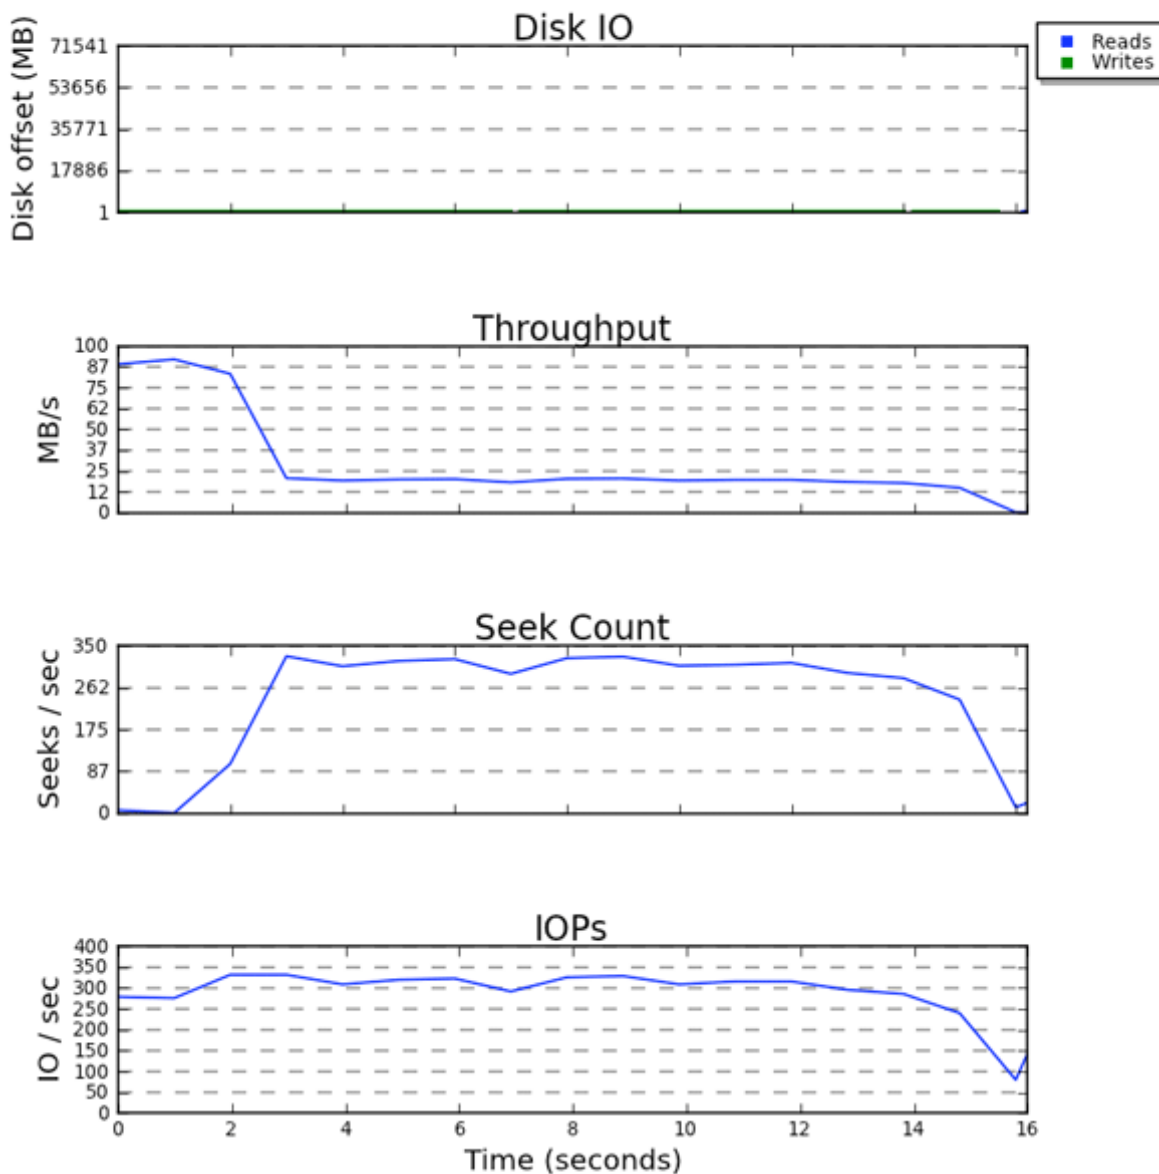 Disk IO
Disk offset (MB)
71541
53656
35771
17886
1
Reads
Writes
Throughput
MB/s
100
87
75
62
50
37
25
12
0
Seek Count
Seeks / sec
350
262
175
87
0
IOPs
IO / sec
400
350
300
250
200
150
100
50
0
0 2 4 6 8 10 12 14 16
Time (seconds)